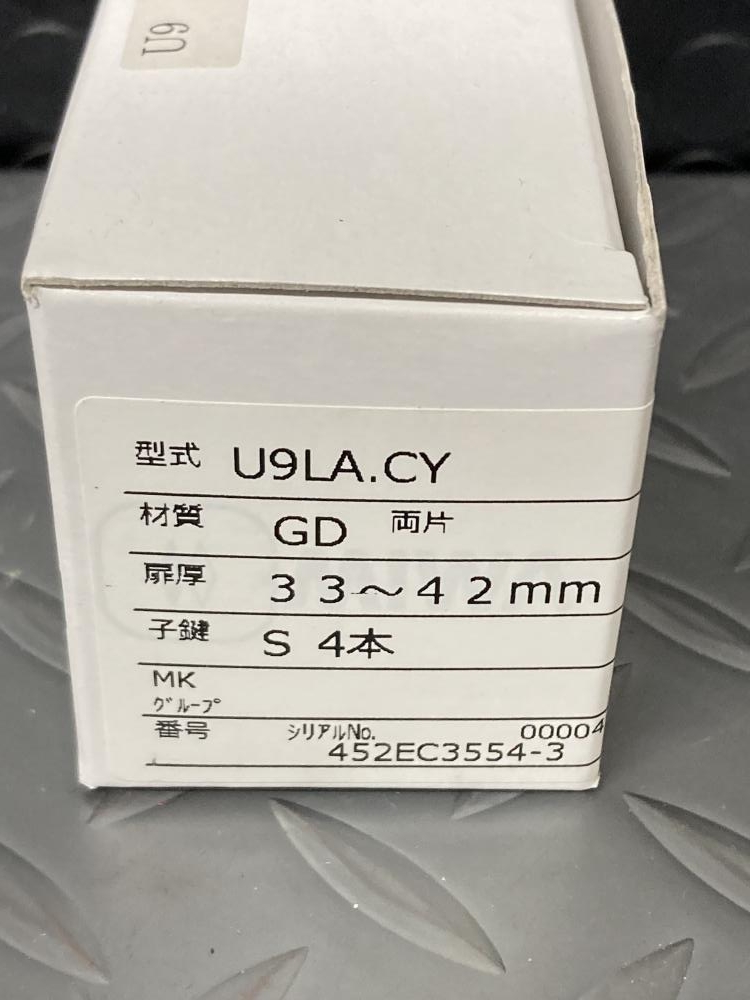 U9
型式 U9LA.CY
材質 GD 両片
扉厚 33～42mm
子鍵 S 4本
MK
ｸﾞﾙｰﾌﾟ
番号 ｼﾘｱﾙNo. 00004
452EC3554-3